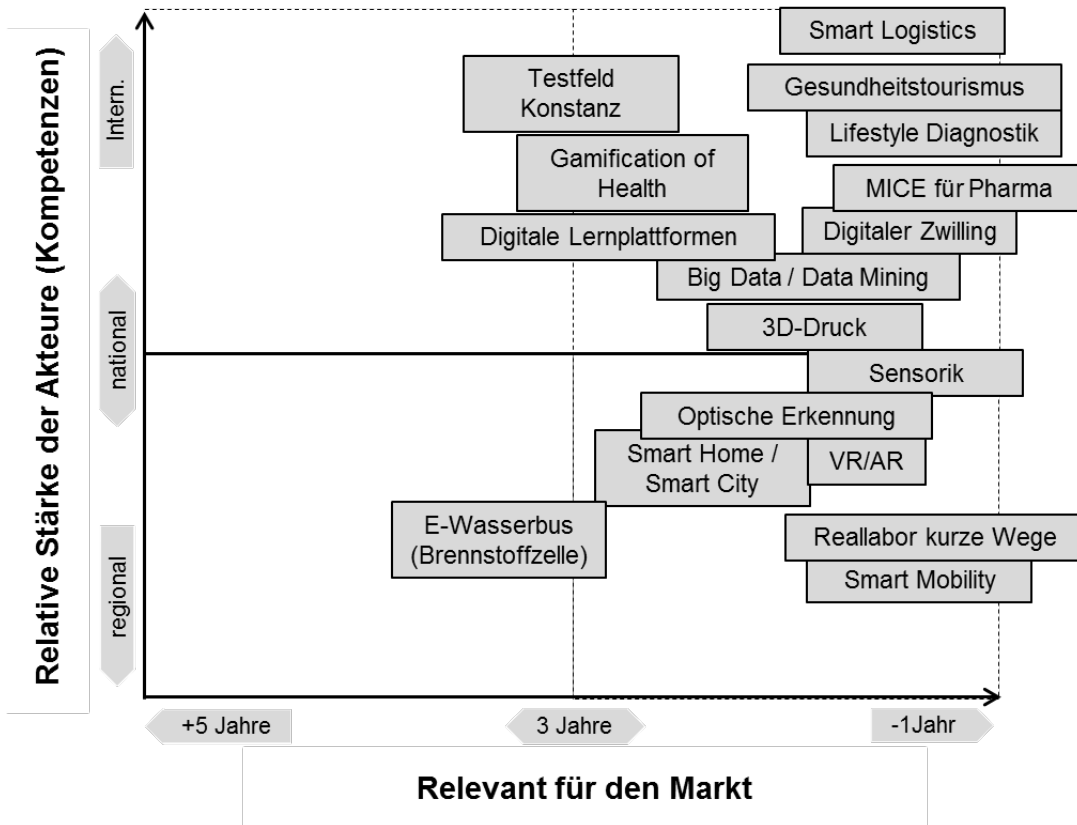 Relative Stärke der Akteure (Kompetenzen)
Intern.
national
regional
Smart Logistics
Testfeld
Konstanz
Gesundheitstourismus
Lifestyle Diagnostik
Gamification of
Health
MICE für Pharma
Digitale Lernplattformen
Digitaler Zwilling
Big Data / Data Mining
3D-Druck
Sensorik
Optische Erkennung
Smart Home /
Smart City
VR/AR
E-Wasserbus
(Brennstoffzelle)
Reallabor kurze Wege
Smart Mobility
+5 Jahre
3 Jahre
-1Jahr
Relevant für den Markt